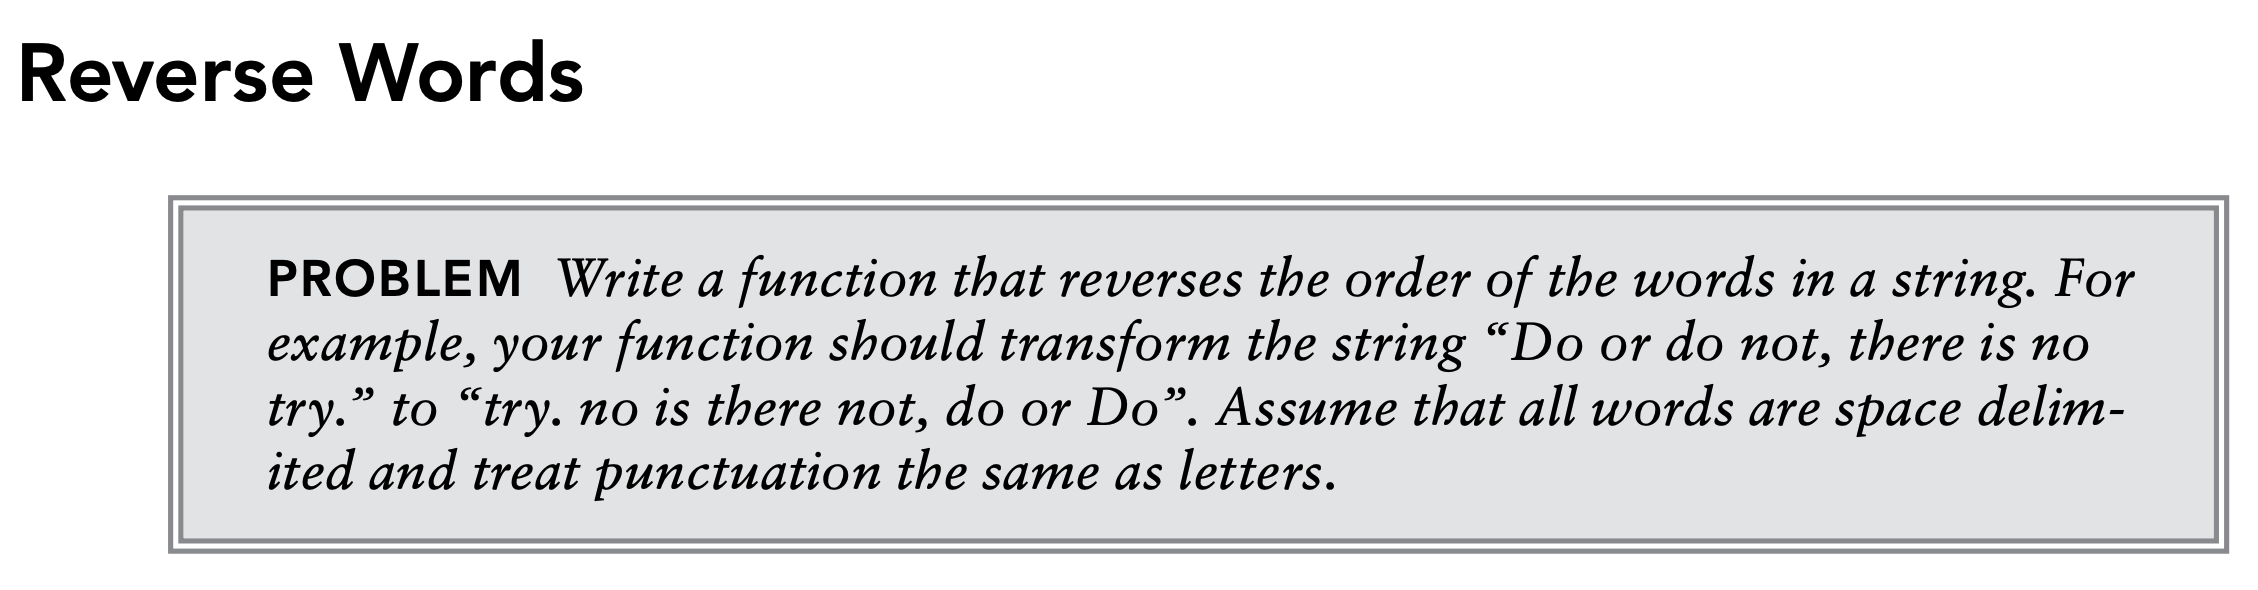 Reverse Words
PROBLEM Write a function that reverses the order of the words in a string. For
example, your function should transform the string “Do or do not, there is no
try.” to “try. no is there not, do or Do”. Assume that all words are space delim-
ited and treat punctuation the same as letters.